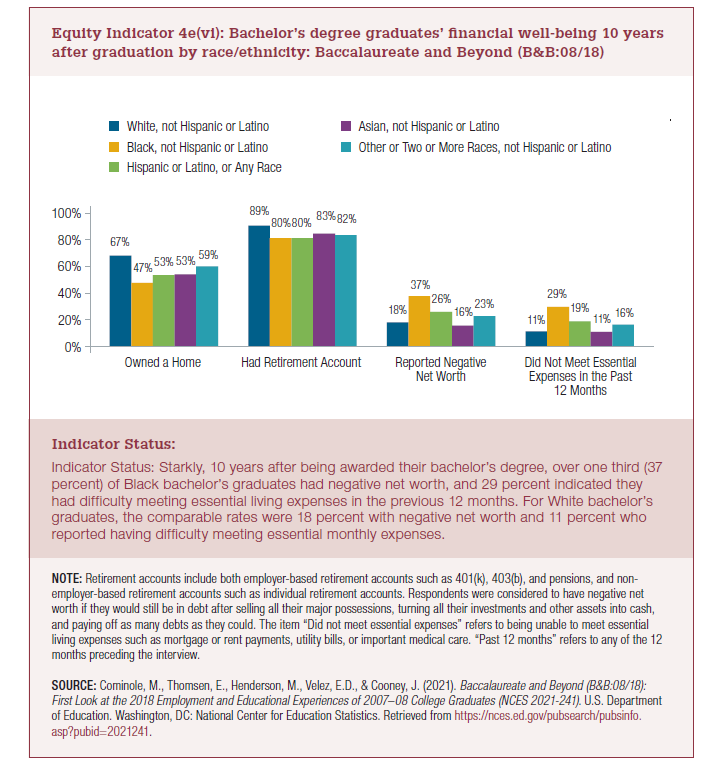 Equity Indicator 4e(vi): Bachelor's degree graduates' financial well-being 10 years
after graduation by race/ethnicity: Baccalaureate and Beyond (B&B:08/18)
White, not Hispanic or Latino
Black, not Hispanic or Latino
Hispanic or Latino, or Any Race
Asian, not Hispanic or Latino
Other or Two or More Races, not Hispanic or Latino
100%
80%
60%
40%
20%
0%
67%
47%
53%
53%
59%
89%
80%
80%
83%
82%
18%
37%
26%
16%
23%
11%
29%
19%
11%
16%
Owned a Home
Had Retirement Account
Reported Negative
Net Worth
Did Not Meet Essential
Expenses in the Past
12 Months
Indicator Status:
Indicator Status: Starkly, 10 years after being awarded their bachelor's degree, over one third (37
percent) of Black bachelor's graduates had negative net worth, and 29 percent indicated they
had difficulty meeting essential living expenses in the previous 12 months. For White bachelor's
graduates, the comparable rates were 18 percent with negative net worth and 11 percent who
reported having difficulty meeting essential monthly expenses.
NOTE: Retirement accounts include both employer-based retirement accounts such as 401(k), 403(b), and pensions, and non-
employer-based retirement accounts such as individual retirement accounts. Respondents were considered to have negative net
worth if they would still be in debt after selling all their major possessions, turning all their investments and other assets into cash,
and paying off as many debts as they could. The item "Did not meet essential expenses" refers to being unable to meet essential
living expenses such as mortgage or rent payments, utility bills, or important medical care. "Past 12 months" refers to any of the 12
months preceding the interview.
SOURCE: Cominole, M., Thomsen, E., Henderson, M., Velez, E.D., & Cooney, J. (2021). Baccalaureate and Beyond (B&B:08/18):
First Look at the 2018 Employment and Educational Experiences of 2007–08 College Graduates (NCES 2021-241). U.S. Department
of Education. Washington, DC: National Center for Education Statistics. Retrieved from https://nces.ed.gov/pubsearch/pubsinfo.
asp?pubid=2021241.